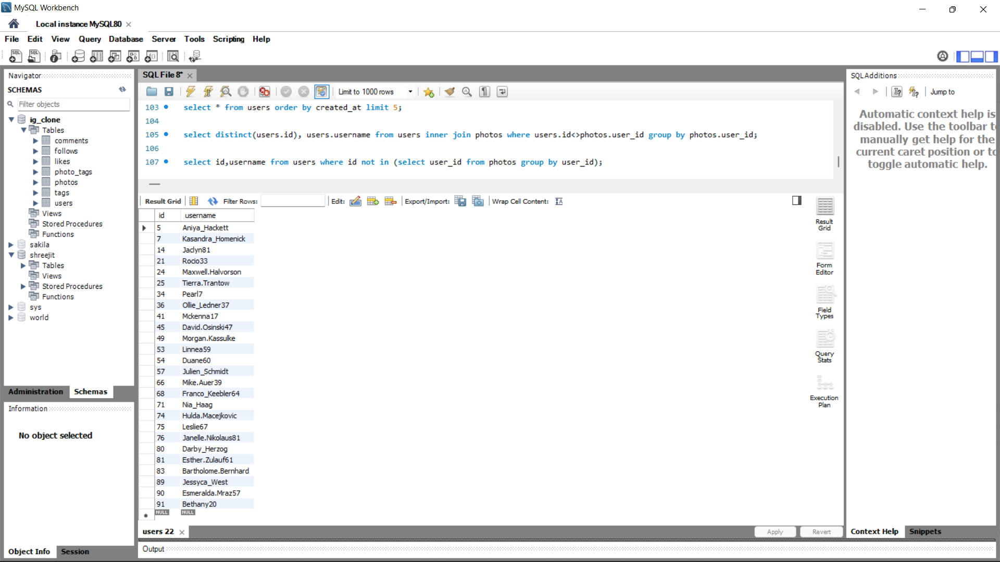 MySQL Workbench
Local instance MySQL80
File Edit View Query Database Server Tools Scripting Help
Navigator
SCHEMAS
Filter objects
ig_clone
Tables
comments
follows
likes
photo_tags
photos
tags
users
Views
Stored Procedures
Functions
sakila
shreejit
Tables
Views
Stored Procedures
Functions
sys
world
Administration Schemas
Information
No object selected
Object Info Session
SQL File 8*
Limit to 1000 rows
103 select * from users order by created_at limit 5;
104
105 select distinct(users.id), users.username from users inner join photos where users.id<>photos.user_id group by photos.user_id;
106
107 select id,username from users where id not in (select user_id from photos group by user_id);
Result Grid Filter Rows: Edit: Export/Import: Wrap Cell Content:
id username
5 Aniya_Hackett
7 Kasandra_Homenick
14 Jaclyn81
21 Rocio33
24 Maxwell.Halvorson
25 Tierra.Trantow
34 Pearl7
36 Ollie_Ledner37
41 Mckenna17
45 David.Osinski47
49 Morgan.Kassulke
53 Linnea59
54 Duane60
57 Julien_Schmidt
66 Mike.Auer39
68 Franco_Keebler64
71 Nia_Haag
74 Hulda.Macejkovic
75 Leslie67
76 Janelle.Nikolaus81
80 Darby_Herzog
81 Esther.Zulauf61
83 Bartholome.Bernhard
89 Jessyca_West
90 Esmeralda.Mraz57
91 Bethany20
NULL NULL
Result
Grid
Form
Editor
Field
Types
Query
Stats
Execution
Plan
users 22
Apply Revert
Output
SQLAdditions
Jump to
Automatic context help is
disabled. Use the toolbar t
manually get help for the
current caret position or to
toggle automatic help.
Context Help Snippets